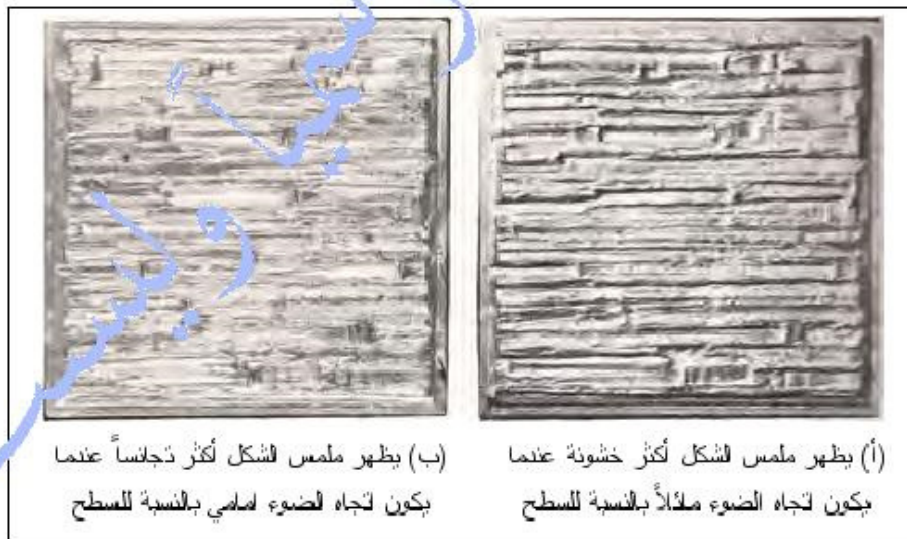 (أ) يظهر ملمس الشكل أكثر خشونة عندما
يكون اتجاه الضوء مائلاً بالنسبة للسطح
(ب) يظهر ملمس الشكل أكثر تجانساً عندما
يكون اتجاه الضوء امامي بالنسبة للسطح